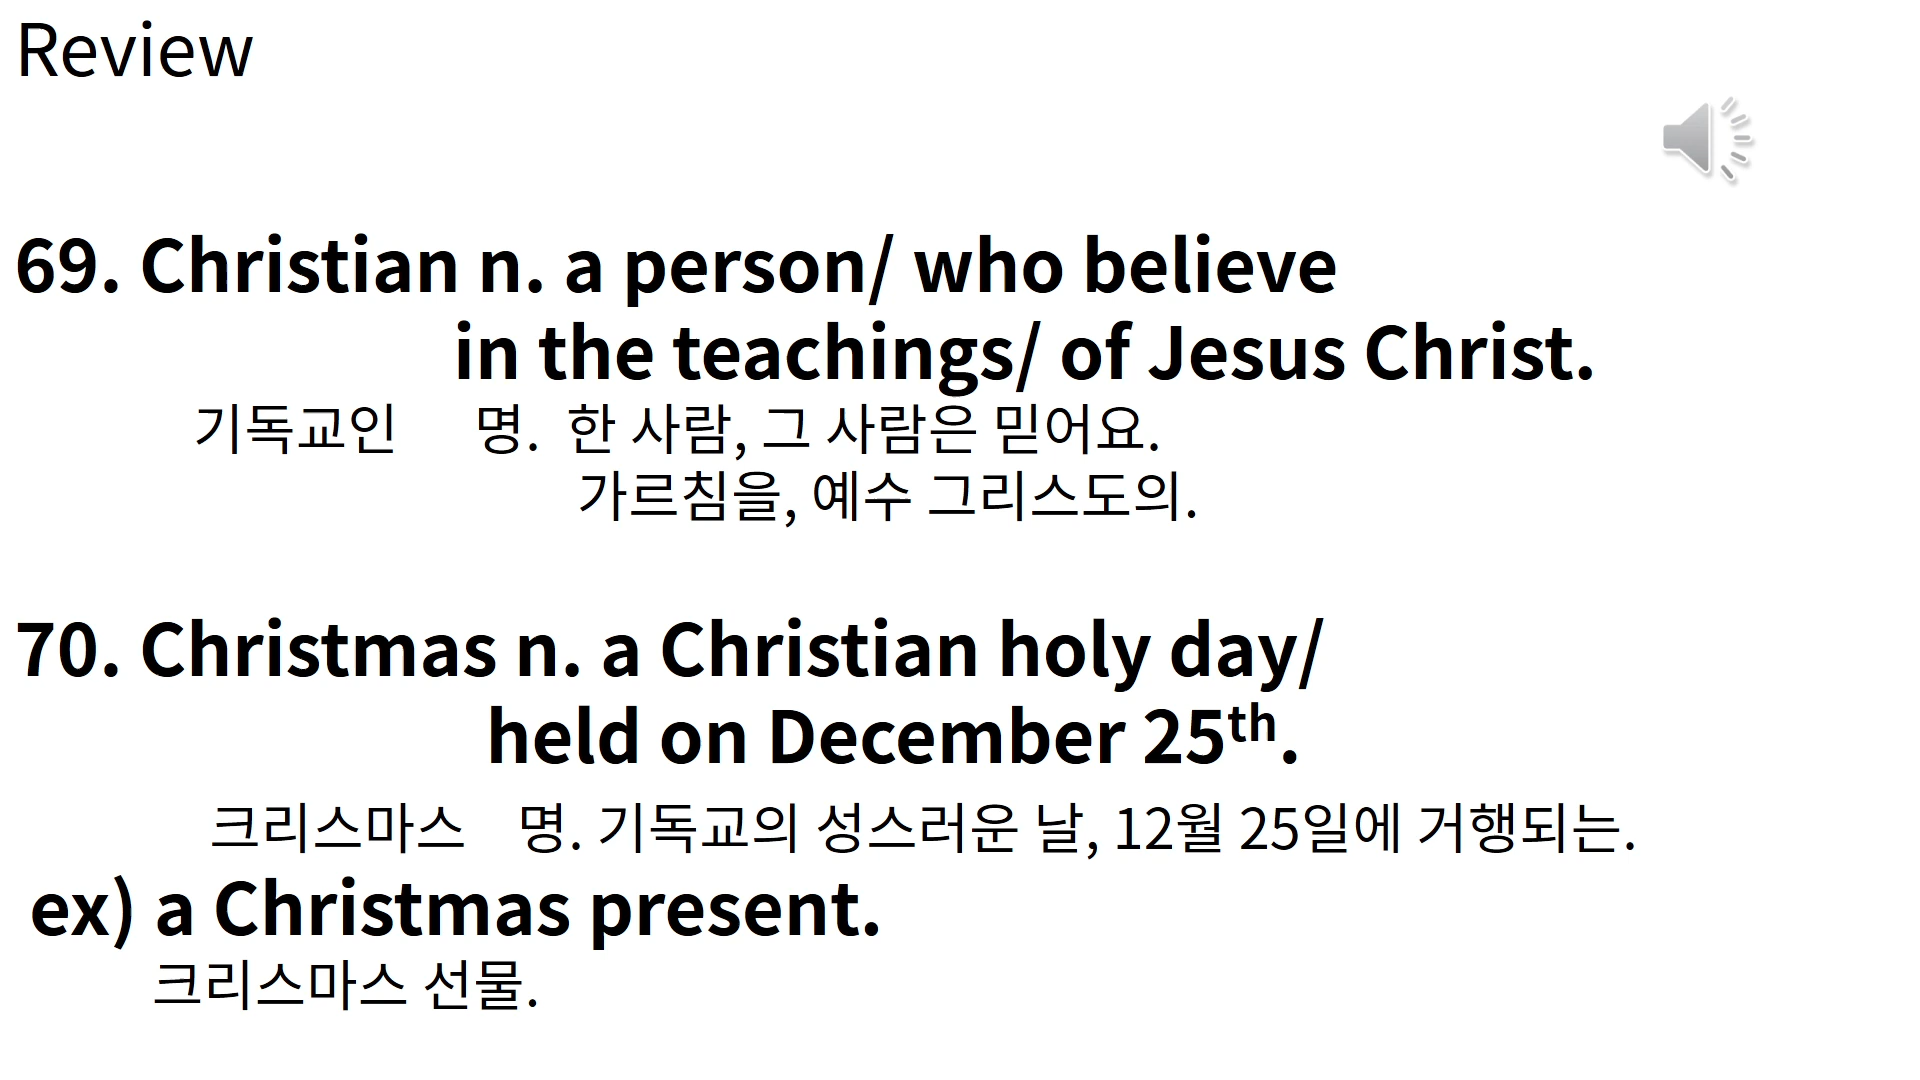 Review
69. Christian n. a person/ who believe
in the teachings/ of Jesus Christ.
기독교인 명. 한 사람, 그 사람은 믿어요.
가르침을, 예수 그리스도의.
70. Christmas n. a Christian holy day/
held on December 25th.
크리스마스 명. 기독교의 성스러운 날, 12월 25일에 거행되는.
ex) a Christmas present.
크리스마스 선물.